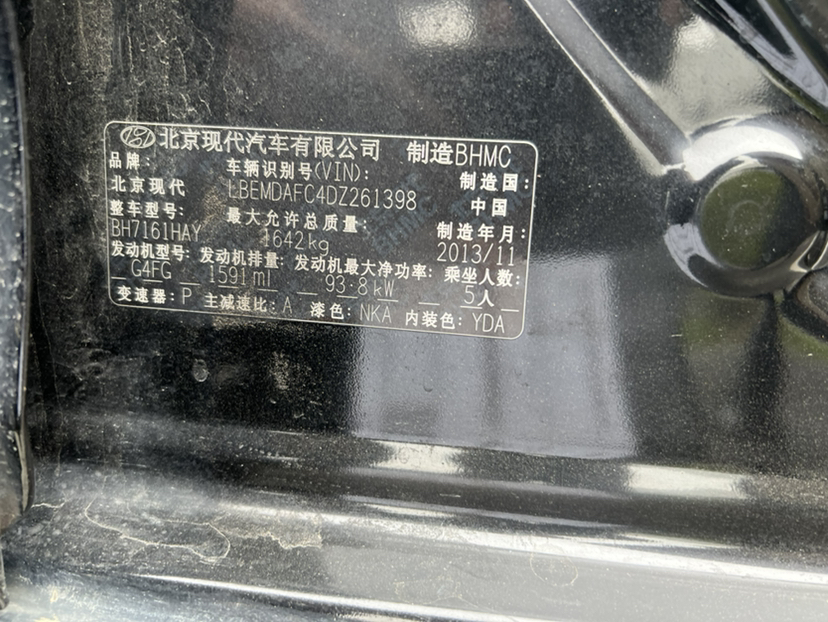 北京现代汽车有限公司 制造BHMC
品牌: 车辆识别号(VIN): 制造国:
北京现代 LBEMDAFC4DZ261398 中国
整车型号: 最大允许总质量: 制造年月:
BH7161HAY 1642kg 2013/11
发动机型号: 发动机排量: 发动机最大净功率: 乘坐人数:
G4FG 1591ml 93.8kW 5人
变速器: P 主减速比: A 漆色: NKA 内装色: YDA